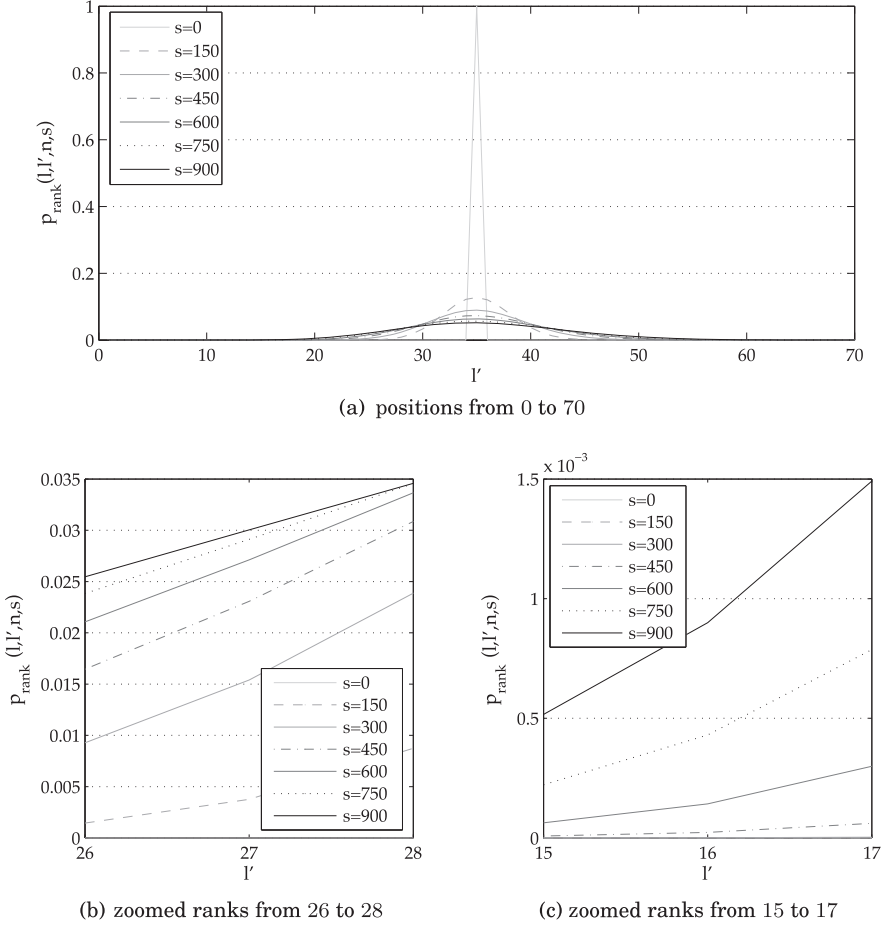 1
0.8
0.6
0.4
0.2
0
p_rank(l,l′,n,s)
s=0
s=150
s=300
s=450
s=600
s=750
s=900
0 10 20 30 40 50 60 70
l′
(a) positions from 0 to 70
0.035
0.03
0.025
0.02
0.015
0.01
0.005
0
p_rank (l,l′,n,s)
s=0
s=150
s=300
s=450
s=600
s=750
s=900
26 27 28
l′
(b) zoomed ranks from 26 to 28
x 10⁻³
1.5
1
0.5
0
p_rank (l,l′,n,s)
s=0
s=150
s=300
s=450
s=600
s=750
s=900
15 16 17
l′
(c) zoomed ranks from 15 to 17